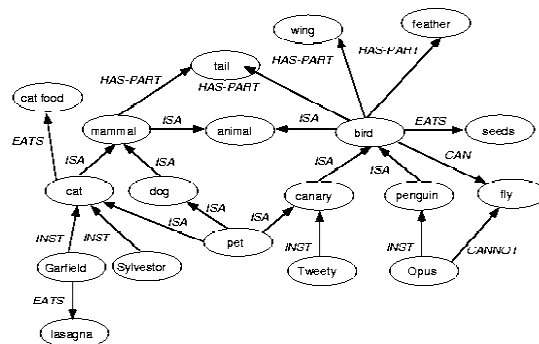 feather
wing
HAS-PART
HAS-PART
tail
HAS-PART
HAS-PART
cat food
mammal
ISA
animal
ISA
bird
EATS
seeds
EATS
ISA
ISA
ISA
ISA
CAN
cat
dog
canary
penguin
fly
ISA
ISA
INST
INST
pet
INST
INST
CANNOT
Garfield
Sylvestor
Tweety
Opus
EATS
lasagna